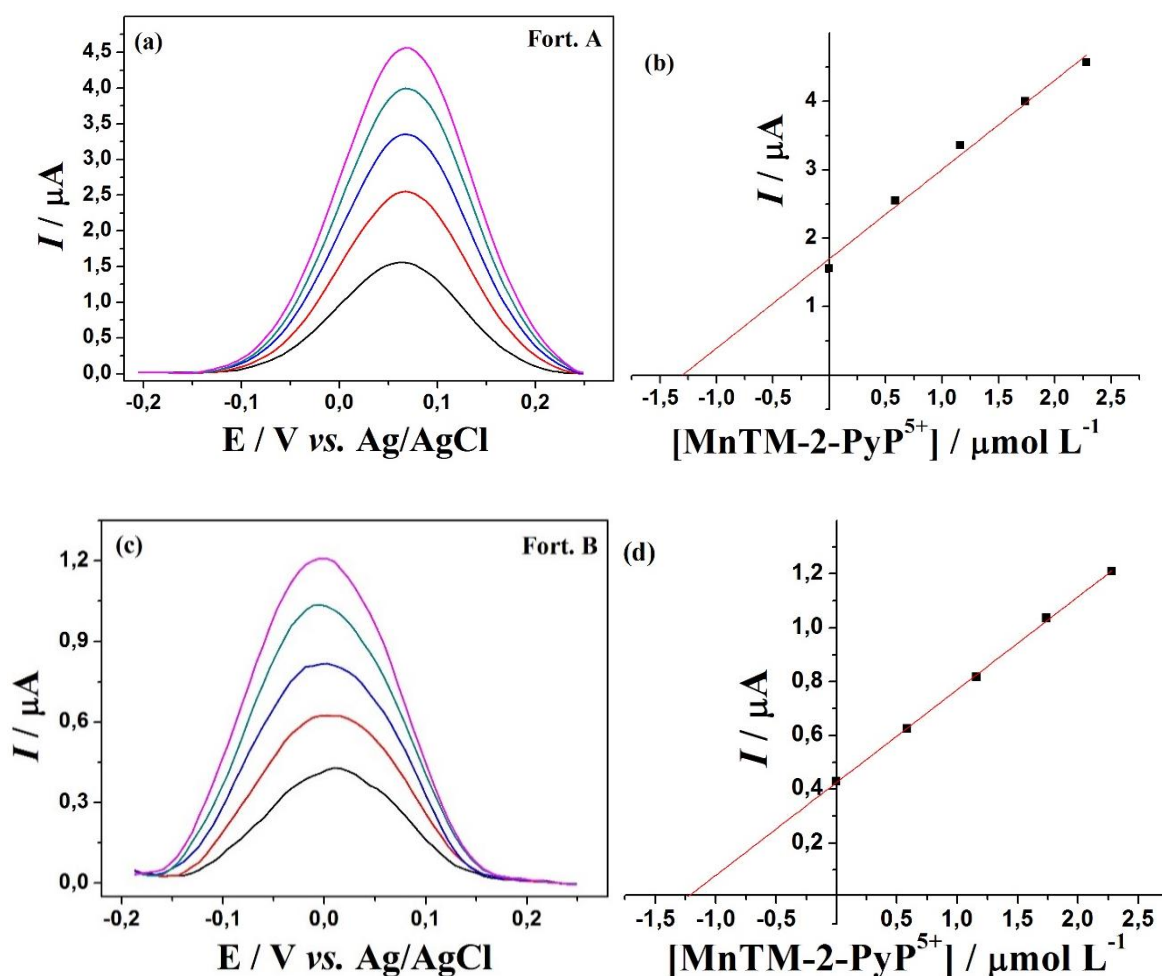 (a)
Fort. A
4,5
4,0
3,5
3,0
2,5
2,0
1,5
1,0
0,5
0,0
I / μA
-0,2 -0,1 0,0 0,1 0,2
E / V vs. Ag/AgCl
(b)
4
3
2
1
I / μA
-1,5 -1,0 -0,5 0,5 1,0 1,5 2,0 2,5
[MnTM-2-PyP5+] / μmol L-1
(c)
Fort. B
1,2
0,9
0,6
0,3
0,0
I / μA
-0,2 -0,1 0,0 0,1 0,2
E / V vs. Ag/AgCl
(d)
1,2
1,0
0,8
0,6
0,4
0,2
I / μA
-1,5 -1,0 -0,5 0,5 1,0 1,5 2,0 2,5
[MnTM-2-PyP5+] / μmol L-1